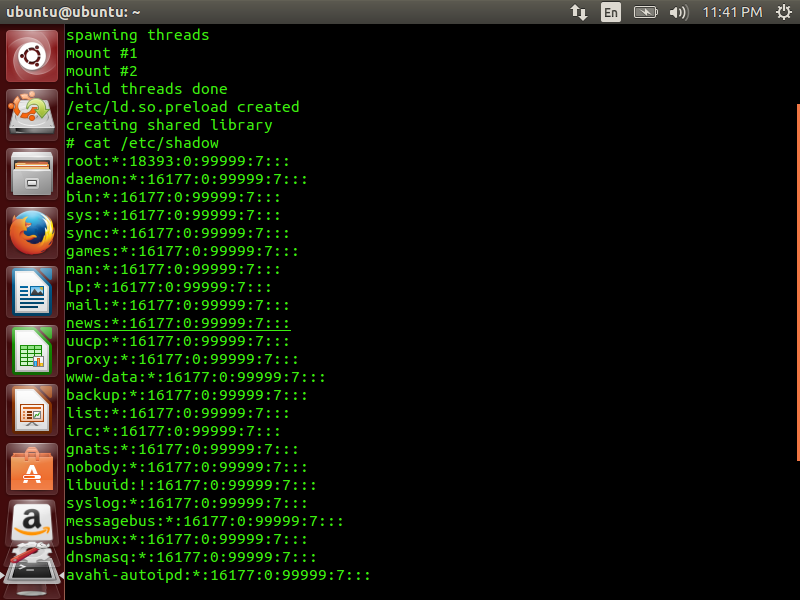 ubuntu@ubuntu: ~
En
11:41 PM
spawning threads
mount #1
mount #2
child threads done
/etc/ld.so.preload created
creating shared library
# cat /etc/shadow
root:*:18393:0:99999:7:::
daemon:*:16177:0:99999:7:::
bin:*:16177:0:99999:7:::
sys:*:16177:0:99999:7:::
sync:*:16177:0:99999:7:::
games:*:16177:0:99999:7:::
man:*:16177:0:99999:7:::
lp:*:16177:0:99999:7:::
mail:*:16177:0:99999:7:::
news:*:16177:0:99999:7:::
uucp:*:16177:0:99999:7:::
proxy:*:16177:0:99999:7:::
www-data:*:16177:0:99999:7:::
backup:*:16177:0:99999:7:::
list:*:16177:0:99999:7:::
irc:*:16177:0:99999:7:::
gnats:*:16177:0:99999:7:::
nobody:*:16177:0:99999:7:::
libuuid:!:16177:0:99999:7:::
syslog:*:16177:0:99999:7:::
messagebus:*:16177:0:99999:7:::
usbmux:*:16177:0:99999:7:::
dnsmasq:*:16177:0:99999:7:::
avahi-autoipd:*:16177:0:99999:7:::